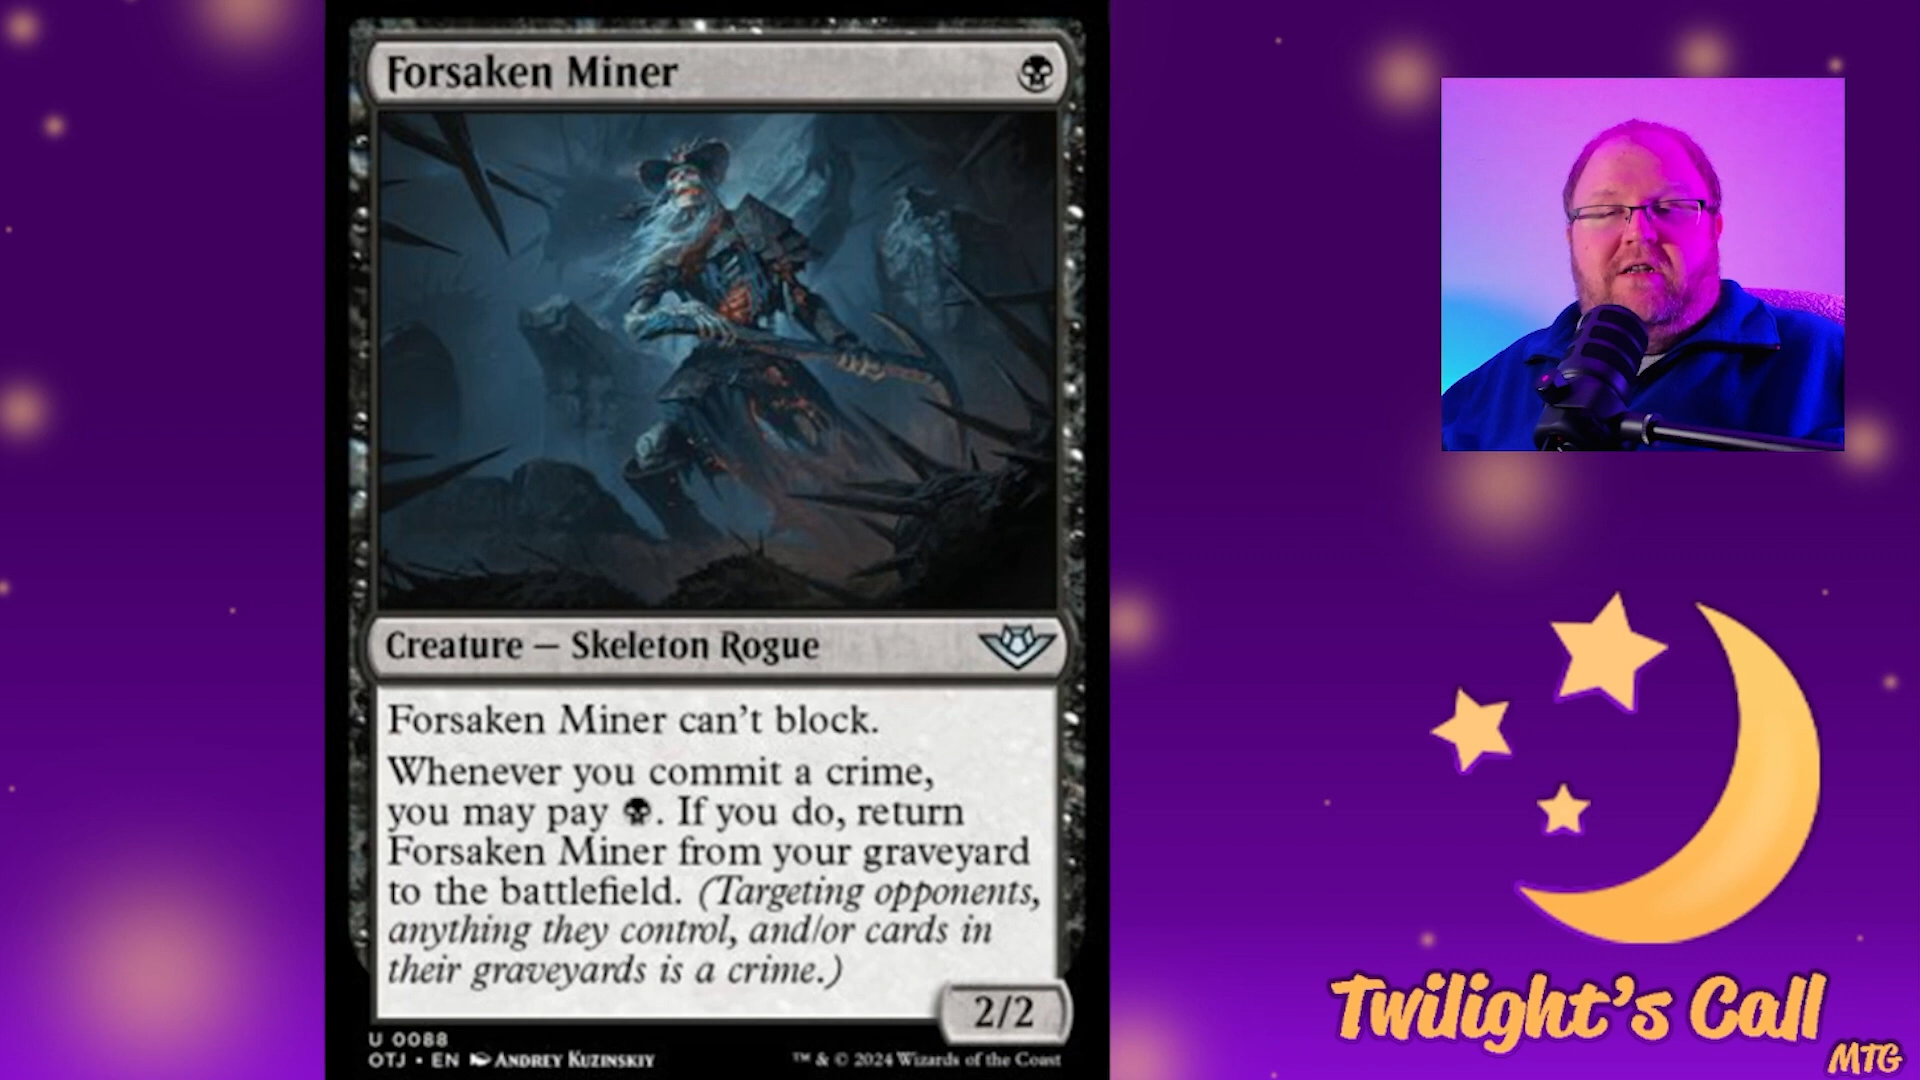 Forsaken Miner
Creature — Skeleton Rogue
Forsaken Miner can't block.
Whenever you commit a crime,
you may pay . If you do, return
Forsaken Miner from your graveyard
to the battlefield. (Targeting opponents,
anything they control, and/or cards in
their graveyards is a crime.)
2/2
U 0088
OTJ • EN ANDREY KUZINSKIY
™ & © 2024 Wizards of the Coast
Twilight's Call
MTG